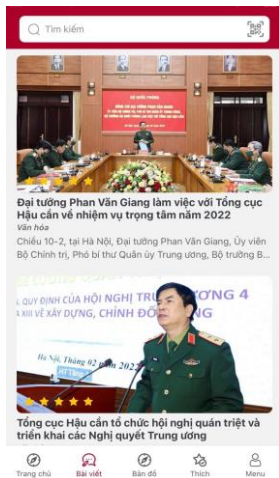 Tìm kiếm
BỘ QUỐC PHÒNG
Đại tướng Phan Văn Giang làm việc với Tổng cục
Hậu cần về nhiệm vụ trọng tâm năm 2022
Văn hóa
Chiều 10-2, tại Hà Nội, Đại tướng Phan Văn Giang, Ủy viên
Bộ Chính trị, Phó bí thư Quân ủy Trung ương, Bộ trưởng B...
QUY ĐỊNH CỦA HỘI NGHỊ TRUNG ƯƠNG 4
XIII VỀ XÂY DỰNG, CHỈNH ĐỐN ĐẢNG
Hà Nội, Tháng 02 năm 2022
Tổng cục Hậu cần tổ chức hội nghị quán triệt và
triển khai các Nghị quyết Trung ương
Trang chủ
Bài viết
Bản đồ
Thích
Menu